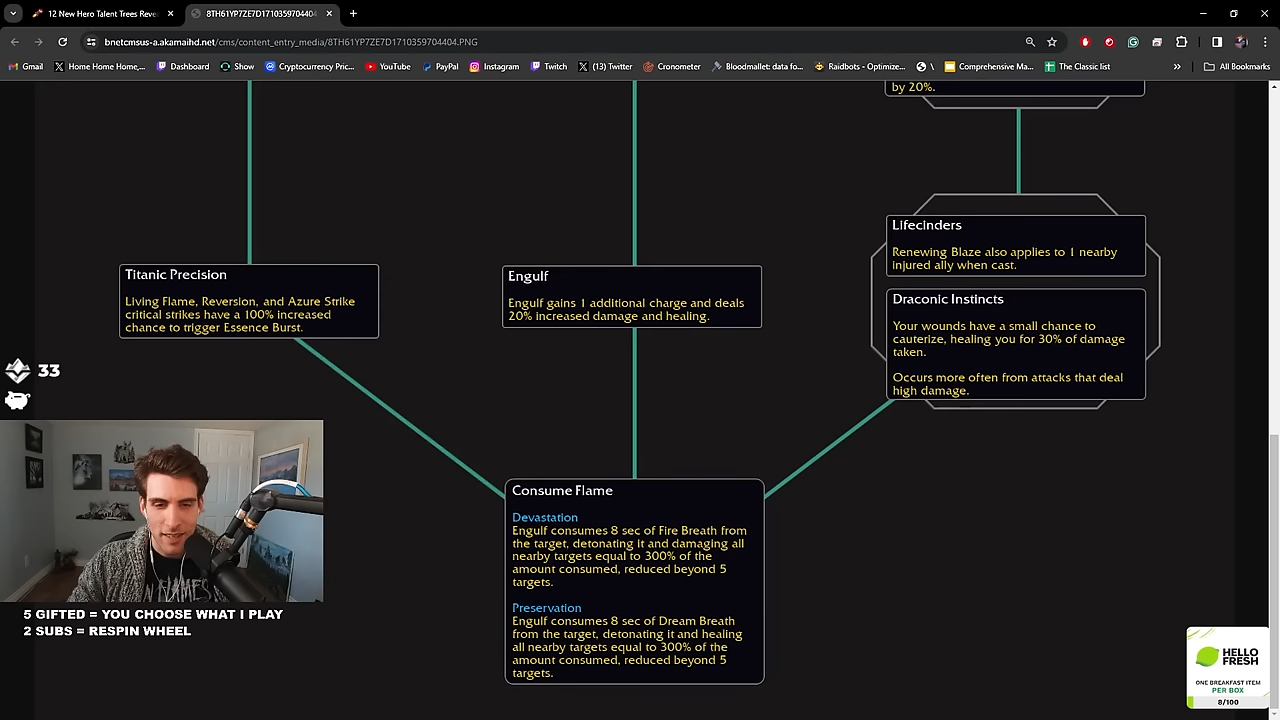 12 New Hero Talent Trees Reve
8TH61YP7ZE7D1710359704404.P
bnetcmsus-a.akamaihd.net/cms/content_entry_media/8TH61YP7ZE7D1710359704404.PNG
Gmail
Home Home Home,...
Dashboard
Show
Cryptocurrency Pric...
YouTube
PayPal
Instagram
Twitch
(13) Twitter
Cronometer
Bloodmallet: data fo...
Raidbots - Optimize...
\
Comprehensive Ma...
The Classic list
»
All Bookmarks
by 20%.
Lifecinders
Renewing Blaze also applies to 1 nearby
injured ally when cast.
Titanic Precision
Living Flame, Reversion, and Azure Strike
critical strikes have a 100% increased
chance to trigger Essence Burst.
Engulf
Engulf gains 1 additional charge and deals
20% increased damage and healing.
Draconic Instincts
Your wounds have a small chance to
cauterize, healing you for 30% of damage
taken.
Occurs more often from attacks that deal
high damage.
33
Consume Flame
Devastation
Engulf consumes 8 sec of Fire Breath from
the target, detonating it and damaging all
nearby targets equal to 300% of the
amount consumed, reduced beyond 5
targets.
Preservation
Engulf consumes 8 sec of Dream Breath
from the target, detonating it and healing
all nearby targets equal to 300% of the
amount consumed, reduced beyond 5
targets.
5 GIFTED = YOU CHOOSE WHAT I PLAY
2 SUBS = RESPIN WHEEL
HELLO
FRESH
ONE BREAKFAST ITEM
PER BOX
8/100